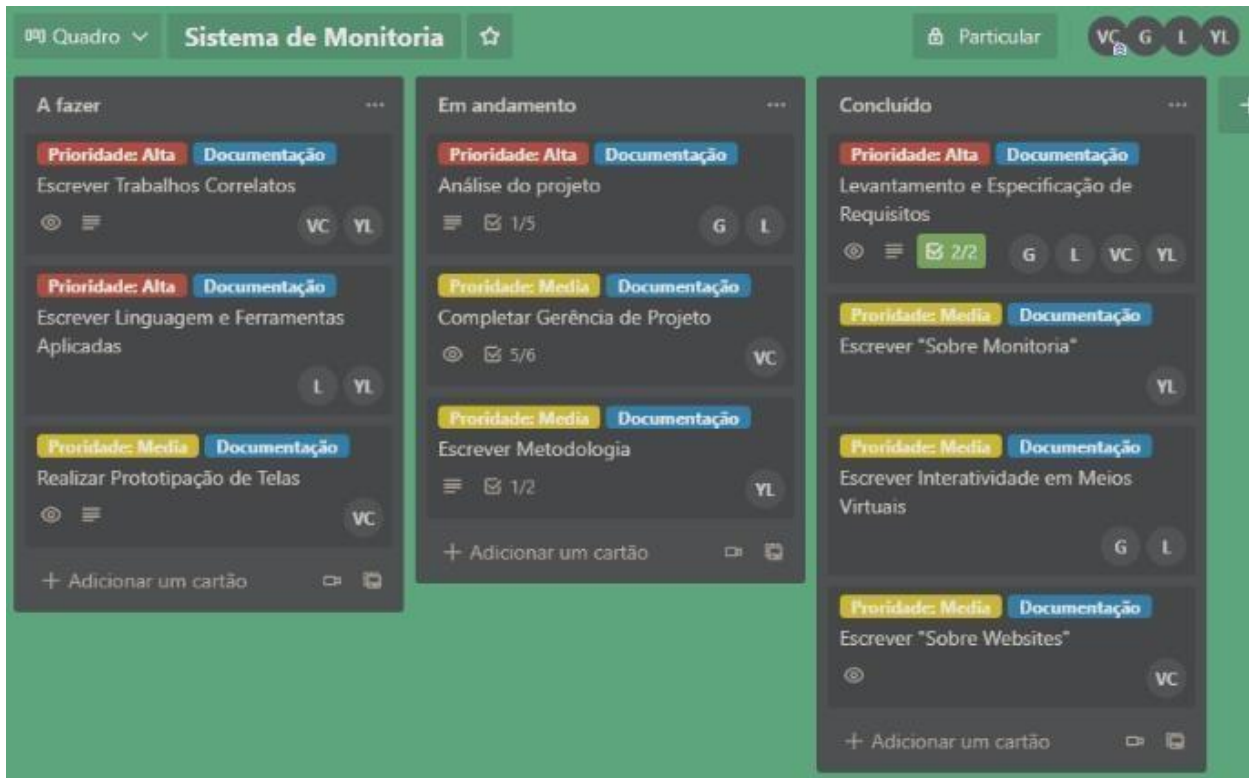 Quadro
Sistema de Monitoria
Particular
VC G L YL
A fazer
Prioridade: Alta Documentação
Escrever Trabalhos Correlatos
VC YL
Prioridade: Alta Documentação
Escrever Linguagem e Ferramentas
Aplicadas
L YL
Proridade: Media Documentação
Realizar Prototipação de Telas
VC
+ Adicionar um cartão
Em andamento
Prioridade: Alta Documentação
Análise do projeto
1/5 G L
Proridade: Media Documentação
Completar Gerência de Projeto
5/6 VC
Proridade: Media Documentação
Escrever Metodologia
1/2 YL
+ Adicionar um cartão
Concluído
Prioridade: Alta Documentação
Levantamento e Especificação de
Requisitos
2/2 G L VC YL
Proridade: Media Documentação
Escrever "Sobre Monitoria"
YL
Proridade: Media Documentação
Escrever Interatividade em Meios
Virtuais
G L
Proridade: Media Documentação
Escrever "Sobre Websites"
VC
+ Adicionar um cartão